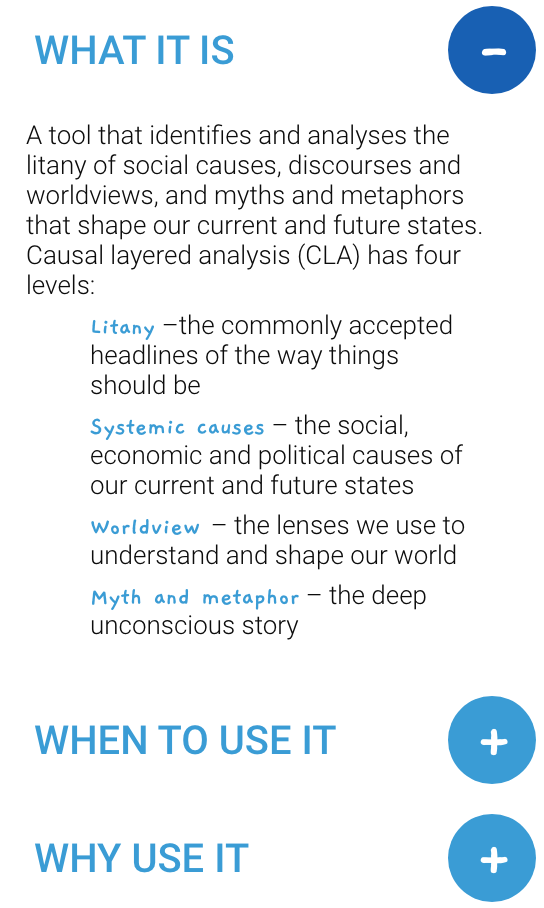 WHAT IT IS
A tool that identifies and analyses the
litany of social causes, discourses and
worldviews, and myths and metaphors
that shape our current and future states.
Causal layered analysis (CLA) has four
levels:
Litany –the commonly accepted
headlines of the way things
should be
Systemic causes – the social,
economic and political causes of
our current and future states
Worldview – the lenses we use to
understand and shape our world
Myth and metaphor – the deep
unconscious story
WHEN TO USE IT
WHY USE IT